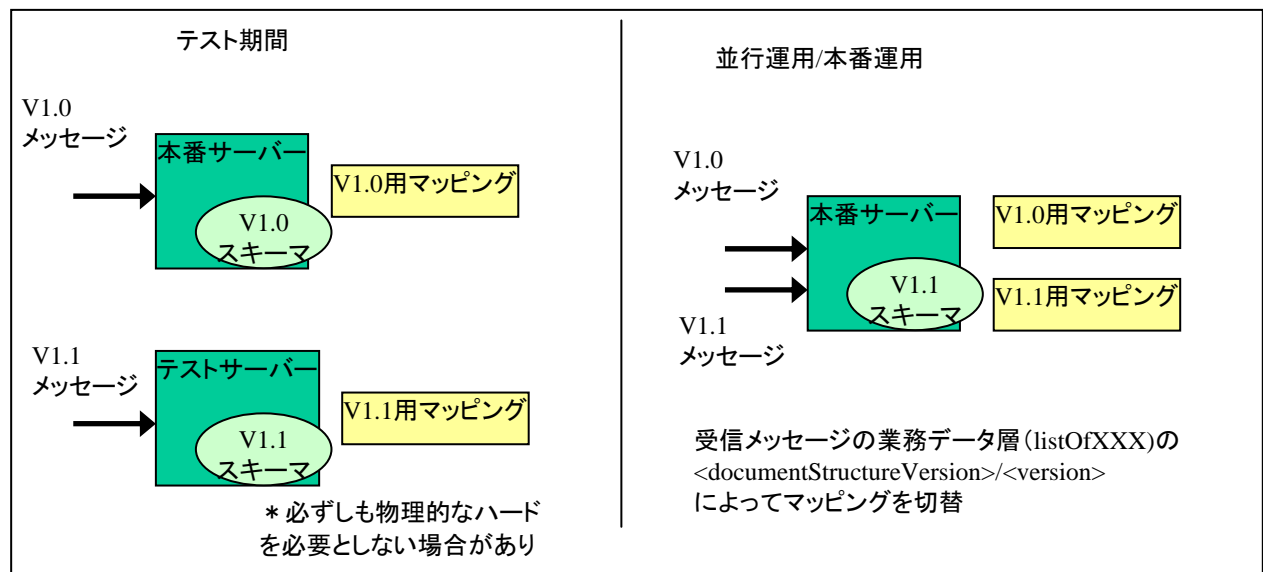 テスト期間
V1.0
メッセージ
本番サーバー
V1.0用マッピング
V1.0
スキーマ
V1.1
メッセージ
テストサーバー
V1.1用マッピング
V1.1
スキーマ
＊必ずしも物理的なハード
を必要としない場合があり
並行運用/本番運用
V1.0
メッセージ
本番サーバー
V1.0用マッピング
V1.1
スキーマ
V1.1用マッピング
V1.1
メッセージ
受信メッセージの業務データ層（listOfXXX)の
<documentStructureVersion>/<version>
によってマッピングを切替